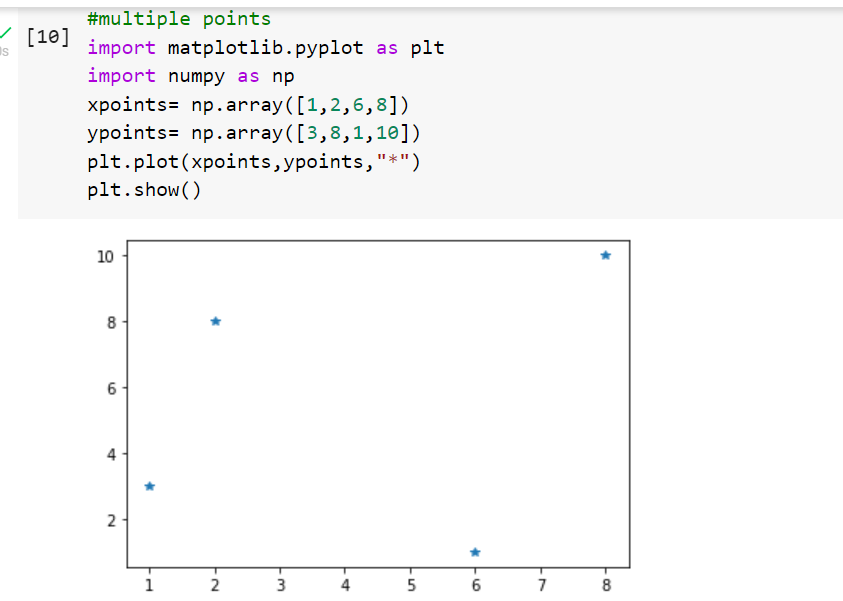 #multiple points
[10]
import matplotlib.pyplot as plt
import numpy as np
xpoints= np.array([1,2,6,8])
ypoints= np.array([3,8,1,10])
plt.plot(xpoints,ypoints,"*")
plt.show()
10
8
6
4
2
1 2 3 4 5 6 7 8